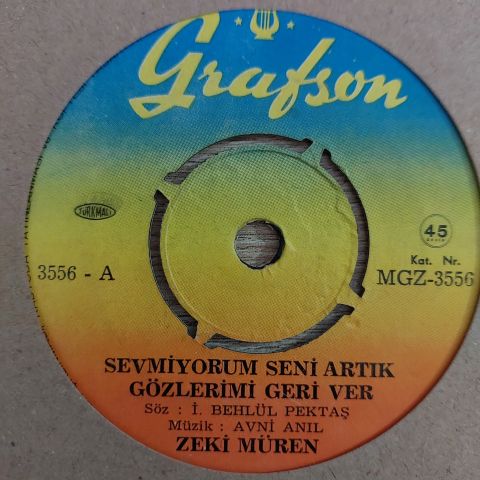 Grafson
TÜRKMALI
45
devir
3556 - A
Kat. Nr.
MGZ-3556
SEVMİYORUM SENİ ARTIK
GÖZLERİMİ GERİ VER
Söz : İ. BEHLÜL PEKTAŞ
Müzik : AVNİ ANIL
ZEKİ MÜREN